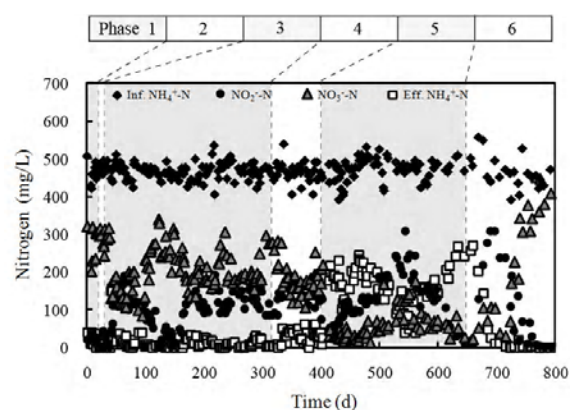 Phase 1 2 3 4 5 6
700
Inf. NH₄⁺-N NO₂⁻-N NO₃⁻-N Eff. NH₄⁺-N
600
500
400
300
200
100
0
Nitrogen (mg/L)
0 100 200 300 400 500 600 700 800
Time (d)